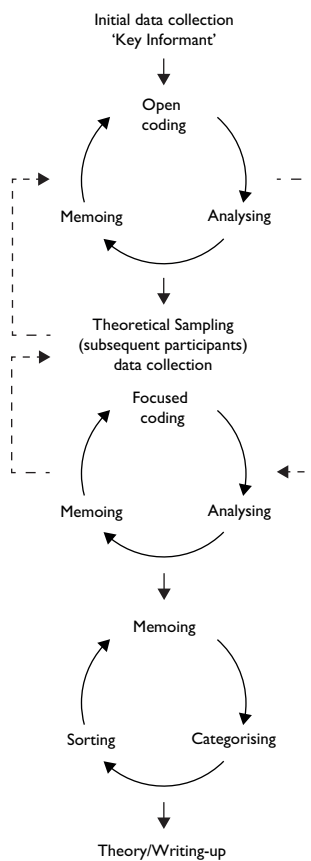 Initial data collection
‘Key Informant’
Open
coding
Memoing
Analysing
Theoretical Sampling
(subsequent participants)
data collection
Focused
coding
Memoing
Analysing
Memoing
Sorting
Categorising
Theory/Writing-up